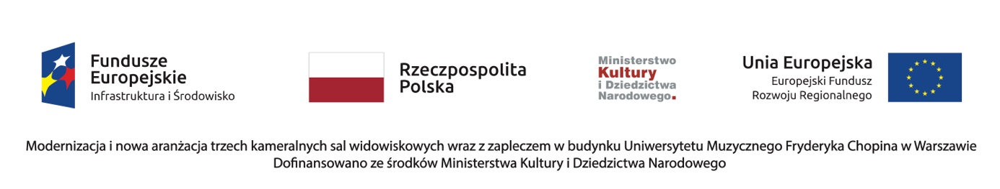 Fundusze
Europejskie
Infrastruktura i Środowisko
Rzeczpospolita
Polska
Ministerstwo
Kultury
i Dziedzictwa
Narodowego.
Unia Europejska
Europejski Fundusz
Rozwoju Regionalnego
Modernizacja i nowa aranżacja trzech kameralnych sal widowiskowych wraz z zapleczem w budynku Uniwersytetu Muzycznego Fryderyka Chopina w Warszawie
Dofinansowano ze środków Ministerstwa Kultury i Dziedzictwa Narodowego